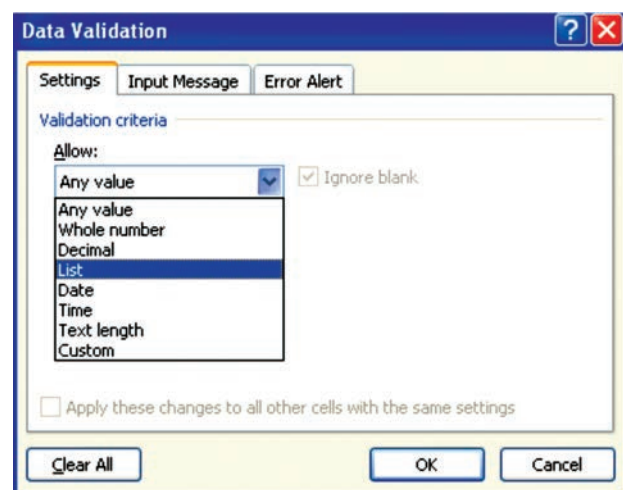 Data Validation
Settings Input Message Error Alert
Validation criteria
Allow:
Any value Ignore blank
Any value
Whole number
Decimal
List
Date
Time
Text length
Custom
Apply these changes to all other cells with the same settings
Clear All OK Cancel